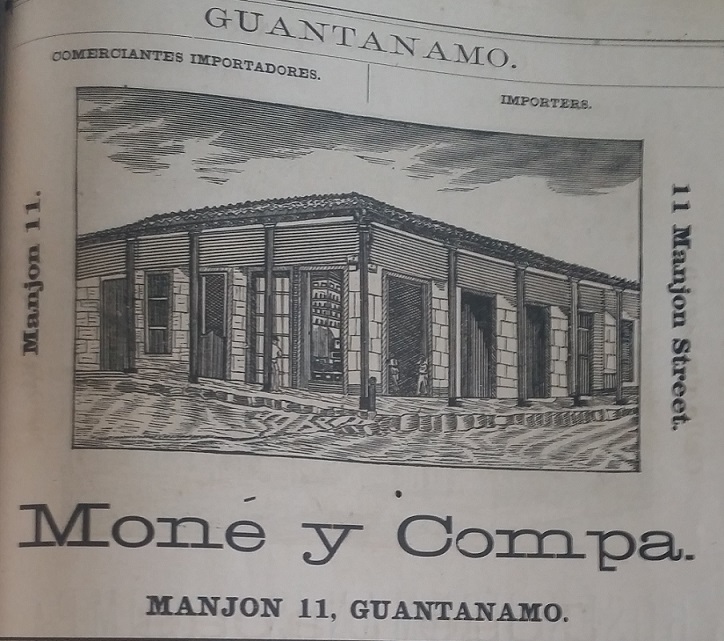 GUANTANAMO.
COMERCIANTES IMPORTADORES.
IMPORTERS.
Manjon 11.
11 Manjon Street.
Moné y Compa.
MANJON 11, GUANTANAMO.